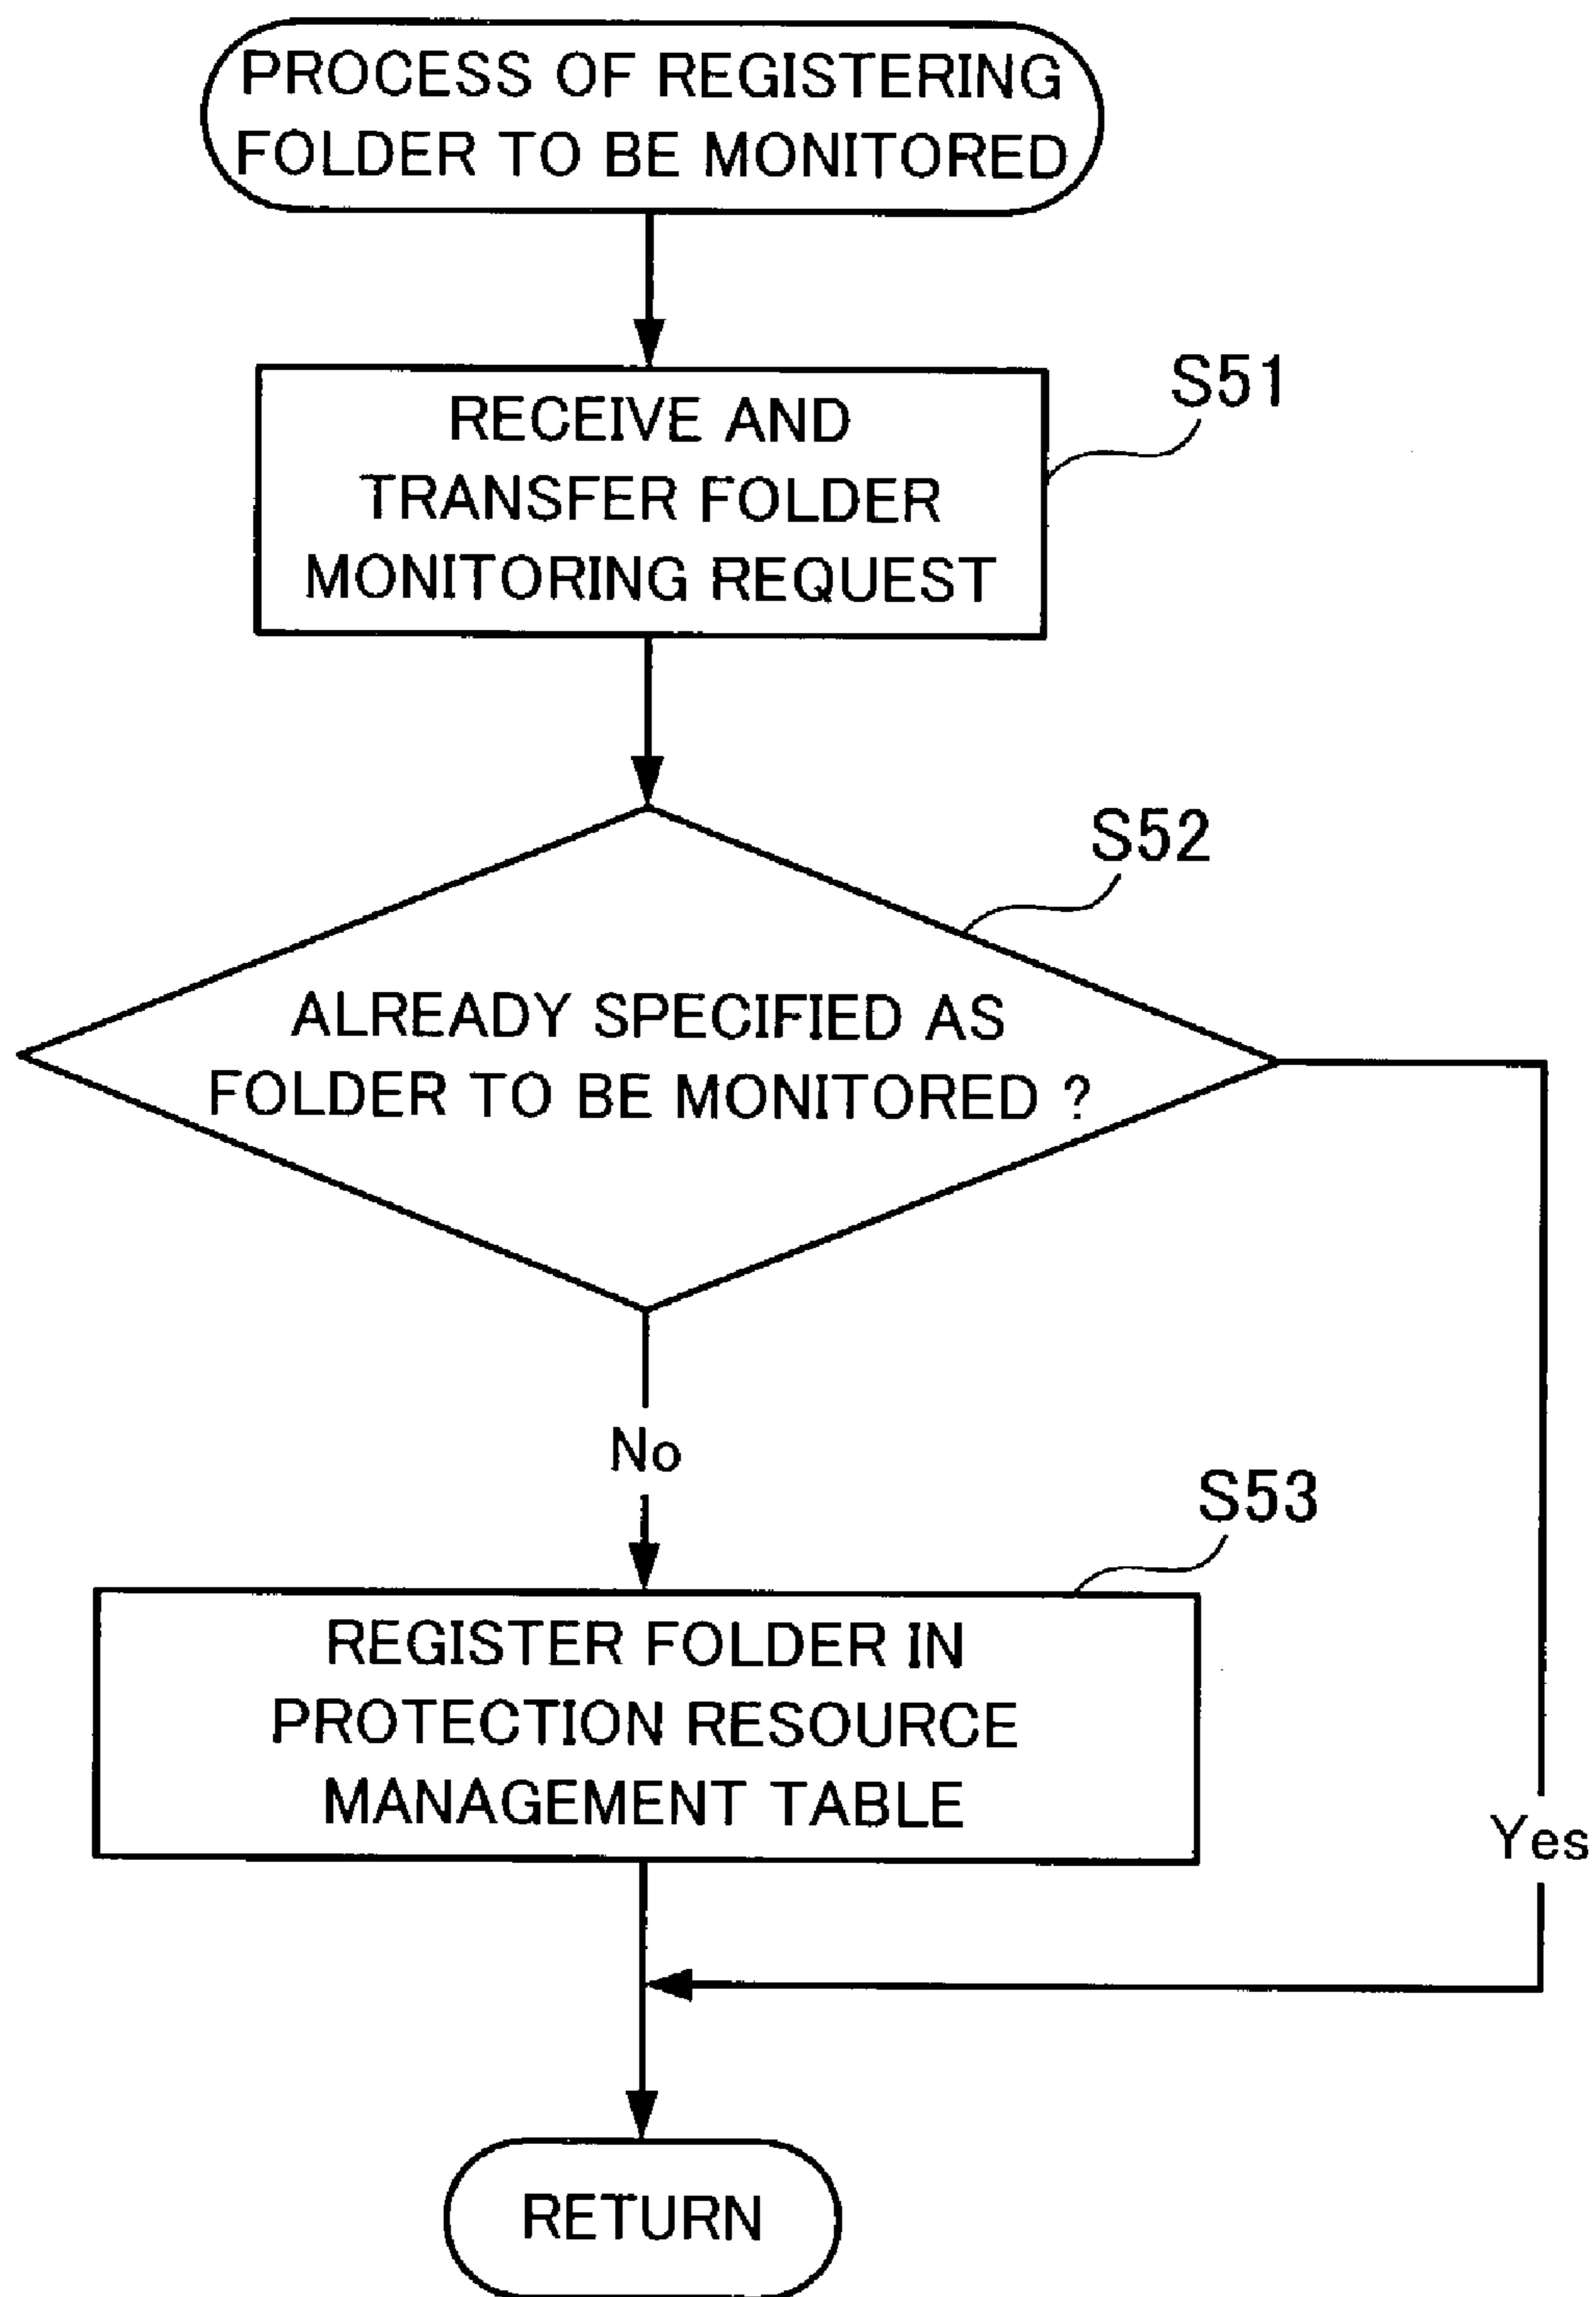 PROCESS OF REGISTERING
FOLDER TO BE MONITORED
S51
RECEIVE AND
TRANSFER FOLDER
MONITORING REQUEST
S52
ALREADY SPECIFIED AS
FOLDER TO BE MONITORED ?
No
S53
REGISTER FOLDER IN
PROTECTION RESOURCE
MANAGEMENT TABLE
Yes
RETURN